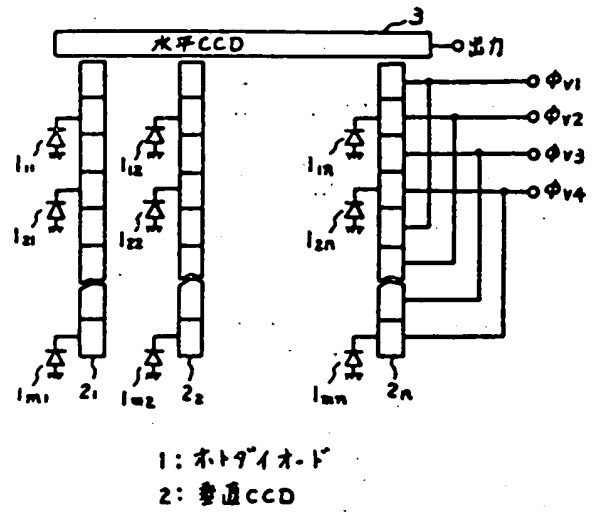 3
水平CCD
出力
φV1
φV2
φV3
φV4
1₁₁
1₁₂
1₁ₙ
1₂₁
1₂₂
1₂ₙ
1ₘ₁
2₁
1ₘ₂
2₂
1ₘₙ
2ₙ
1:ホトダイオード
2:垂直CCD